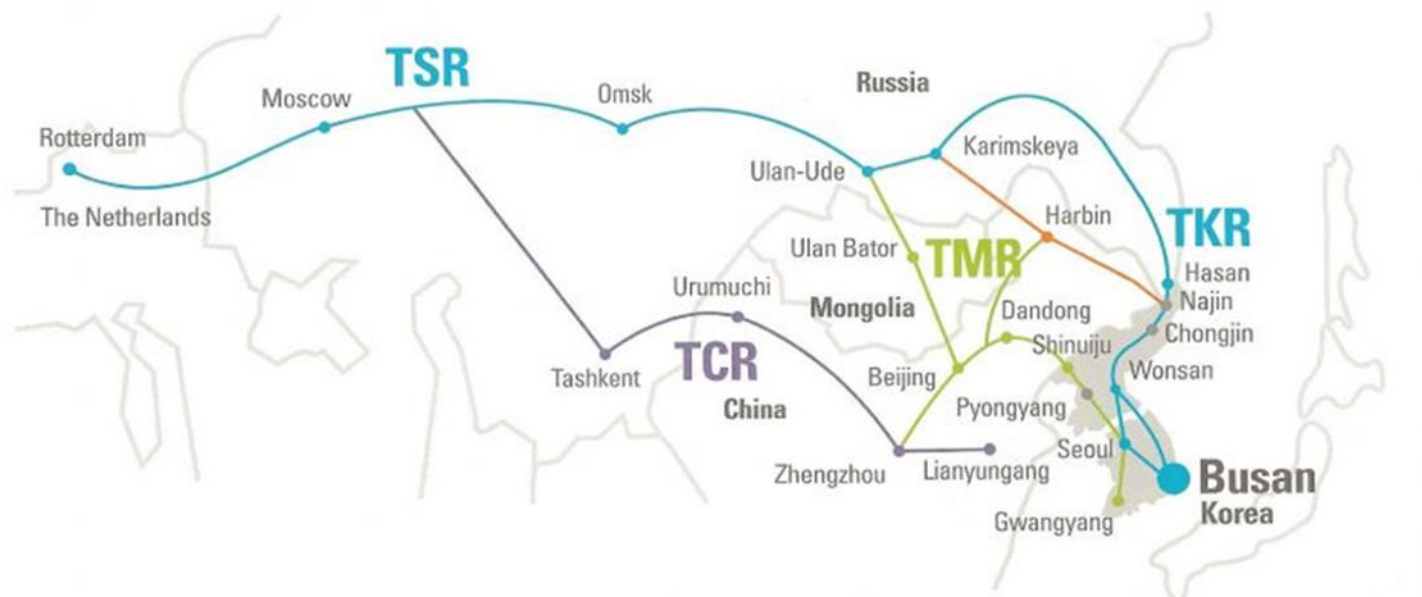 TSR
Russia
Moscow
Omsk
Rotterdam
Karimskeya
Ulan-Ude
The Netherlands
Harbin
TKR
Ulan Bator
TMR
Hasan
Urumuchi
Najin
Mongolia
Dandong
Chongjin
Shinuiju
TCR
Wonsan
Tashkent
Beijing
China
Pyongyang
Seoul
Zhengzhou
Lianyungang
Busan
Korea
Gwangyang